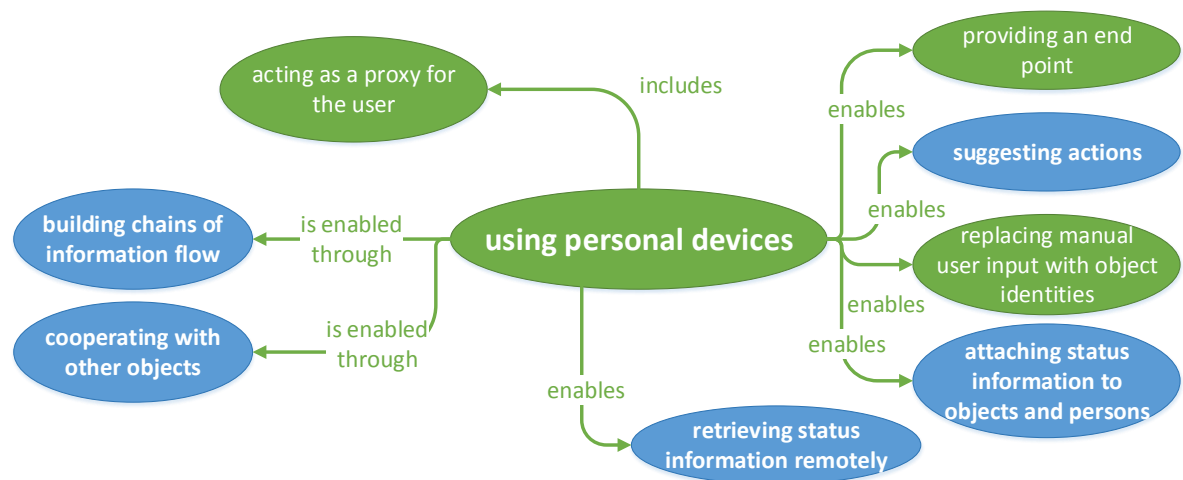 providing an end
point
acting as a proxy for
the user
includes
enables
suggesting actions
enables
building chains of
information flow
is enabled
through
using personal devices
replacing manual
user input with object
identities
enables
cooperating with
other objects
is enabled
through
enables
attaching status
information to
objects and persons
enables
retrieving status
information remotely